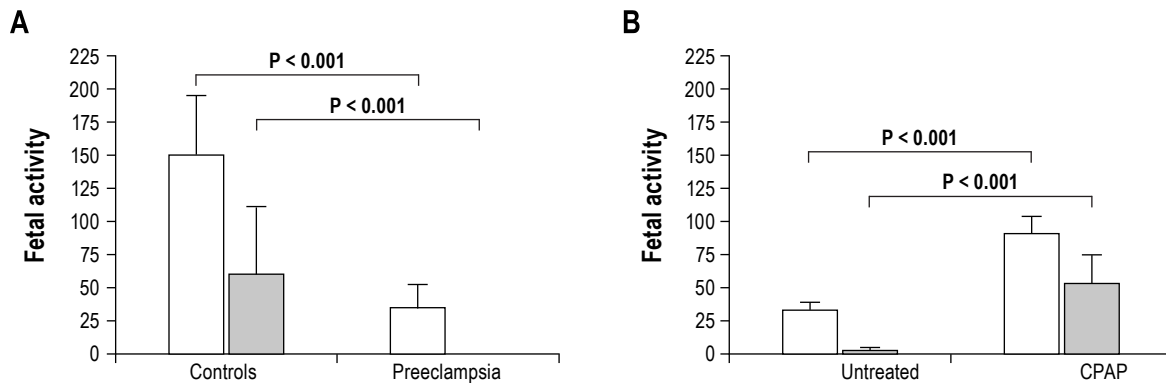 A
Fetal activity
225
200
175
150
125
100
75
50
25
0
P < 0.001
P < 0.001
Controls
Preeclampsia
B
Fetal activity
225
200
175
150
125
100
75
50
25
0
P < 0.001
P < 0.001
Untreated
CPAP